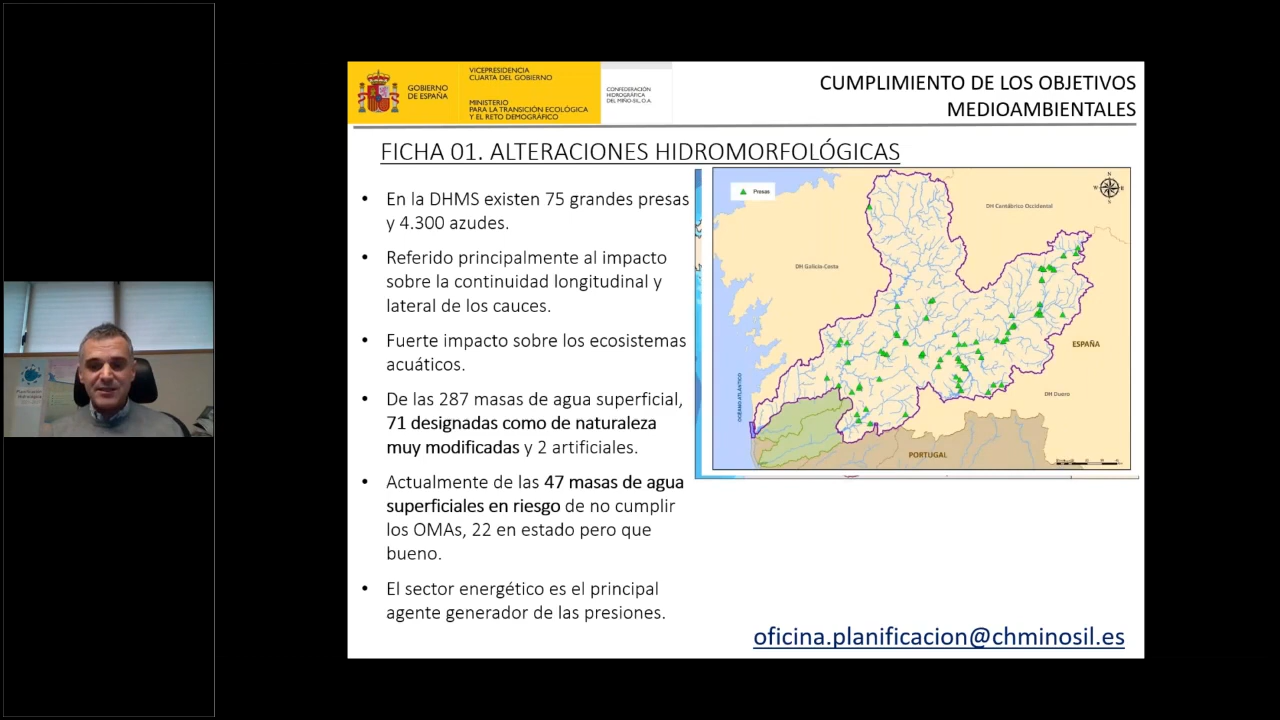 GOBIERNO
DE ESPAÑA
VICEPRESIDENCIA
CUARTA DEL GOBIERNO
MINISTERIO
PARA LA TRANSICIÓN ECOLÓGICA
Y EL RETO DEMOGRÁFICO
CONFEDERACIÓN
HIDROGRÁFICA
DEL MIÑO-SIL, O.A.
CUMPLIMIENTO DE LOS OBJETIVOS
MEDIOAMBIENTALES
FICHA 01. ALTERACIONES HIDROMORFOLÓGICAS
• En la DHMS existen 75 grandes presas
y 4.300 azudes.
• Referido principalmente al impacto
sobre la continuidad longitudinal y
lateral de los cauces.
• Fuerte impacto sobre los ecosistemas
acuáticos.
• De las 287 masas de agua superficial,
71 designadas como de naturaleza
muy modificadas y 2 artificiales.
• Actualmente de las 47 masas de agua
superficiales en riesgo de no cumplir
los OMAs, 22 en estado pero que
bueno.
• El sector energético es el principal
agente generador de las presiones.
Presas
N
W
E
S
DH Cantábrico Occidental
DH Galicia-Costa
ESPAÑA
OCÉANO ATLÁNTICO
DH Duero
PORTUGAL
oficina.planificacion@chminosil.es